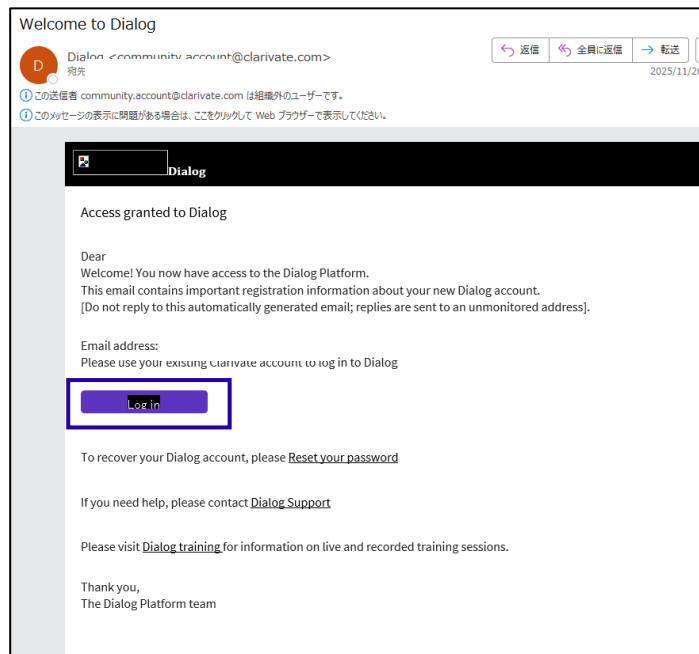 Welcome to Dialog
D
Dialog <community.account@clarivate.com>
宛先
返信
全員に返信
転送
2025/11/20
この送信者 community.account@clarivate.com は組織外のユーザーです。
このメッセージの表示に問題がある場合は、ここをクリックして Web ブラウザーで表示してください。
Dialog
Access granted to Dialog
Dear
Welcome! You now have access to the Dialog Platform.
This email contains important registration information about your new Dialog account.
[Do not reply to this automatically generated email; replies are sent to an unmonitored address].
Email address:
Please use your existing Clarivate account to log in to Dialog
Log in
To recover your Dialog account, please Reset your password
If you need help, please contact Dialog Support
Please visit Dialog training for information on live and recorded training sessions.
Thank you,
The Dialog Platform team